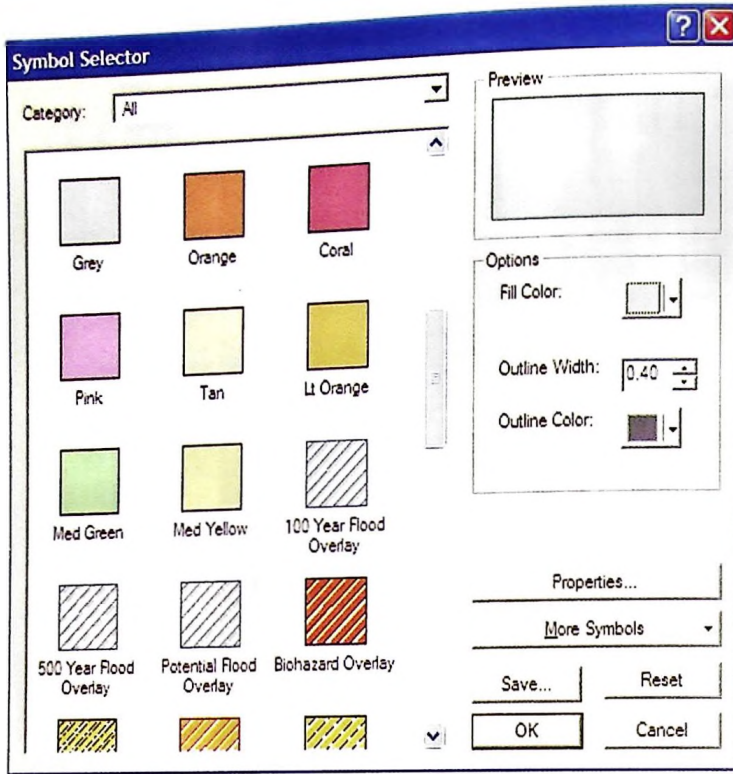 Symbol Selector
?
Category: All
Preview
Grey Orange Coral
Options
Fill Color:
Pink Tan Lt Orange
Outline Width: 0.40
Outline Color:
Med Green Med Yellow 100 Year Flood
Overlay
500 Year Flood Potential Flood Biohazard Overlay
Overlay Overlay
Properties...
More Symbols
Save... Reset
OK Cancel